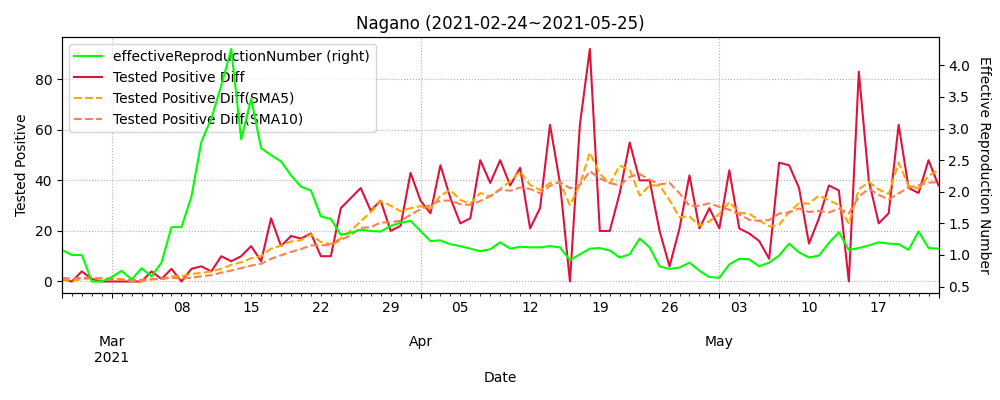 Nagano (2021-02-24~2021-05-25)
effectiveReproductionNumber (right)
Tested Positive Diff
Tested Positive Diff(SMA5)
Tested Positive Diff(SMA10)
Tested Positive
80
60
40
20
0
4.0
3.5
3.0
2.5
2.0
1.5
1.0
0.5
Effective Reproduction Number
08 15 22 29 05 12 19 26 03 10 17
Mar Apr May
2021
Date